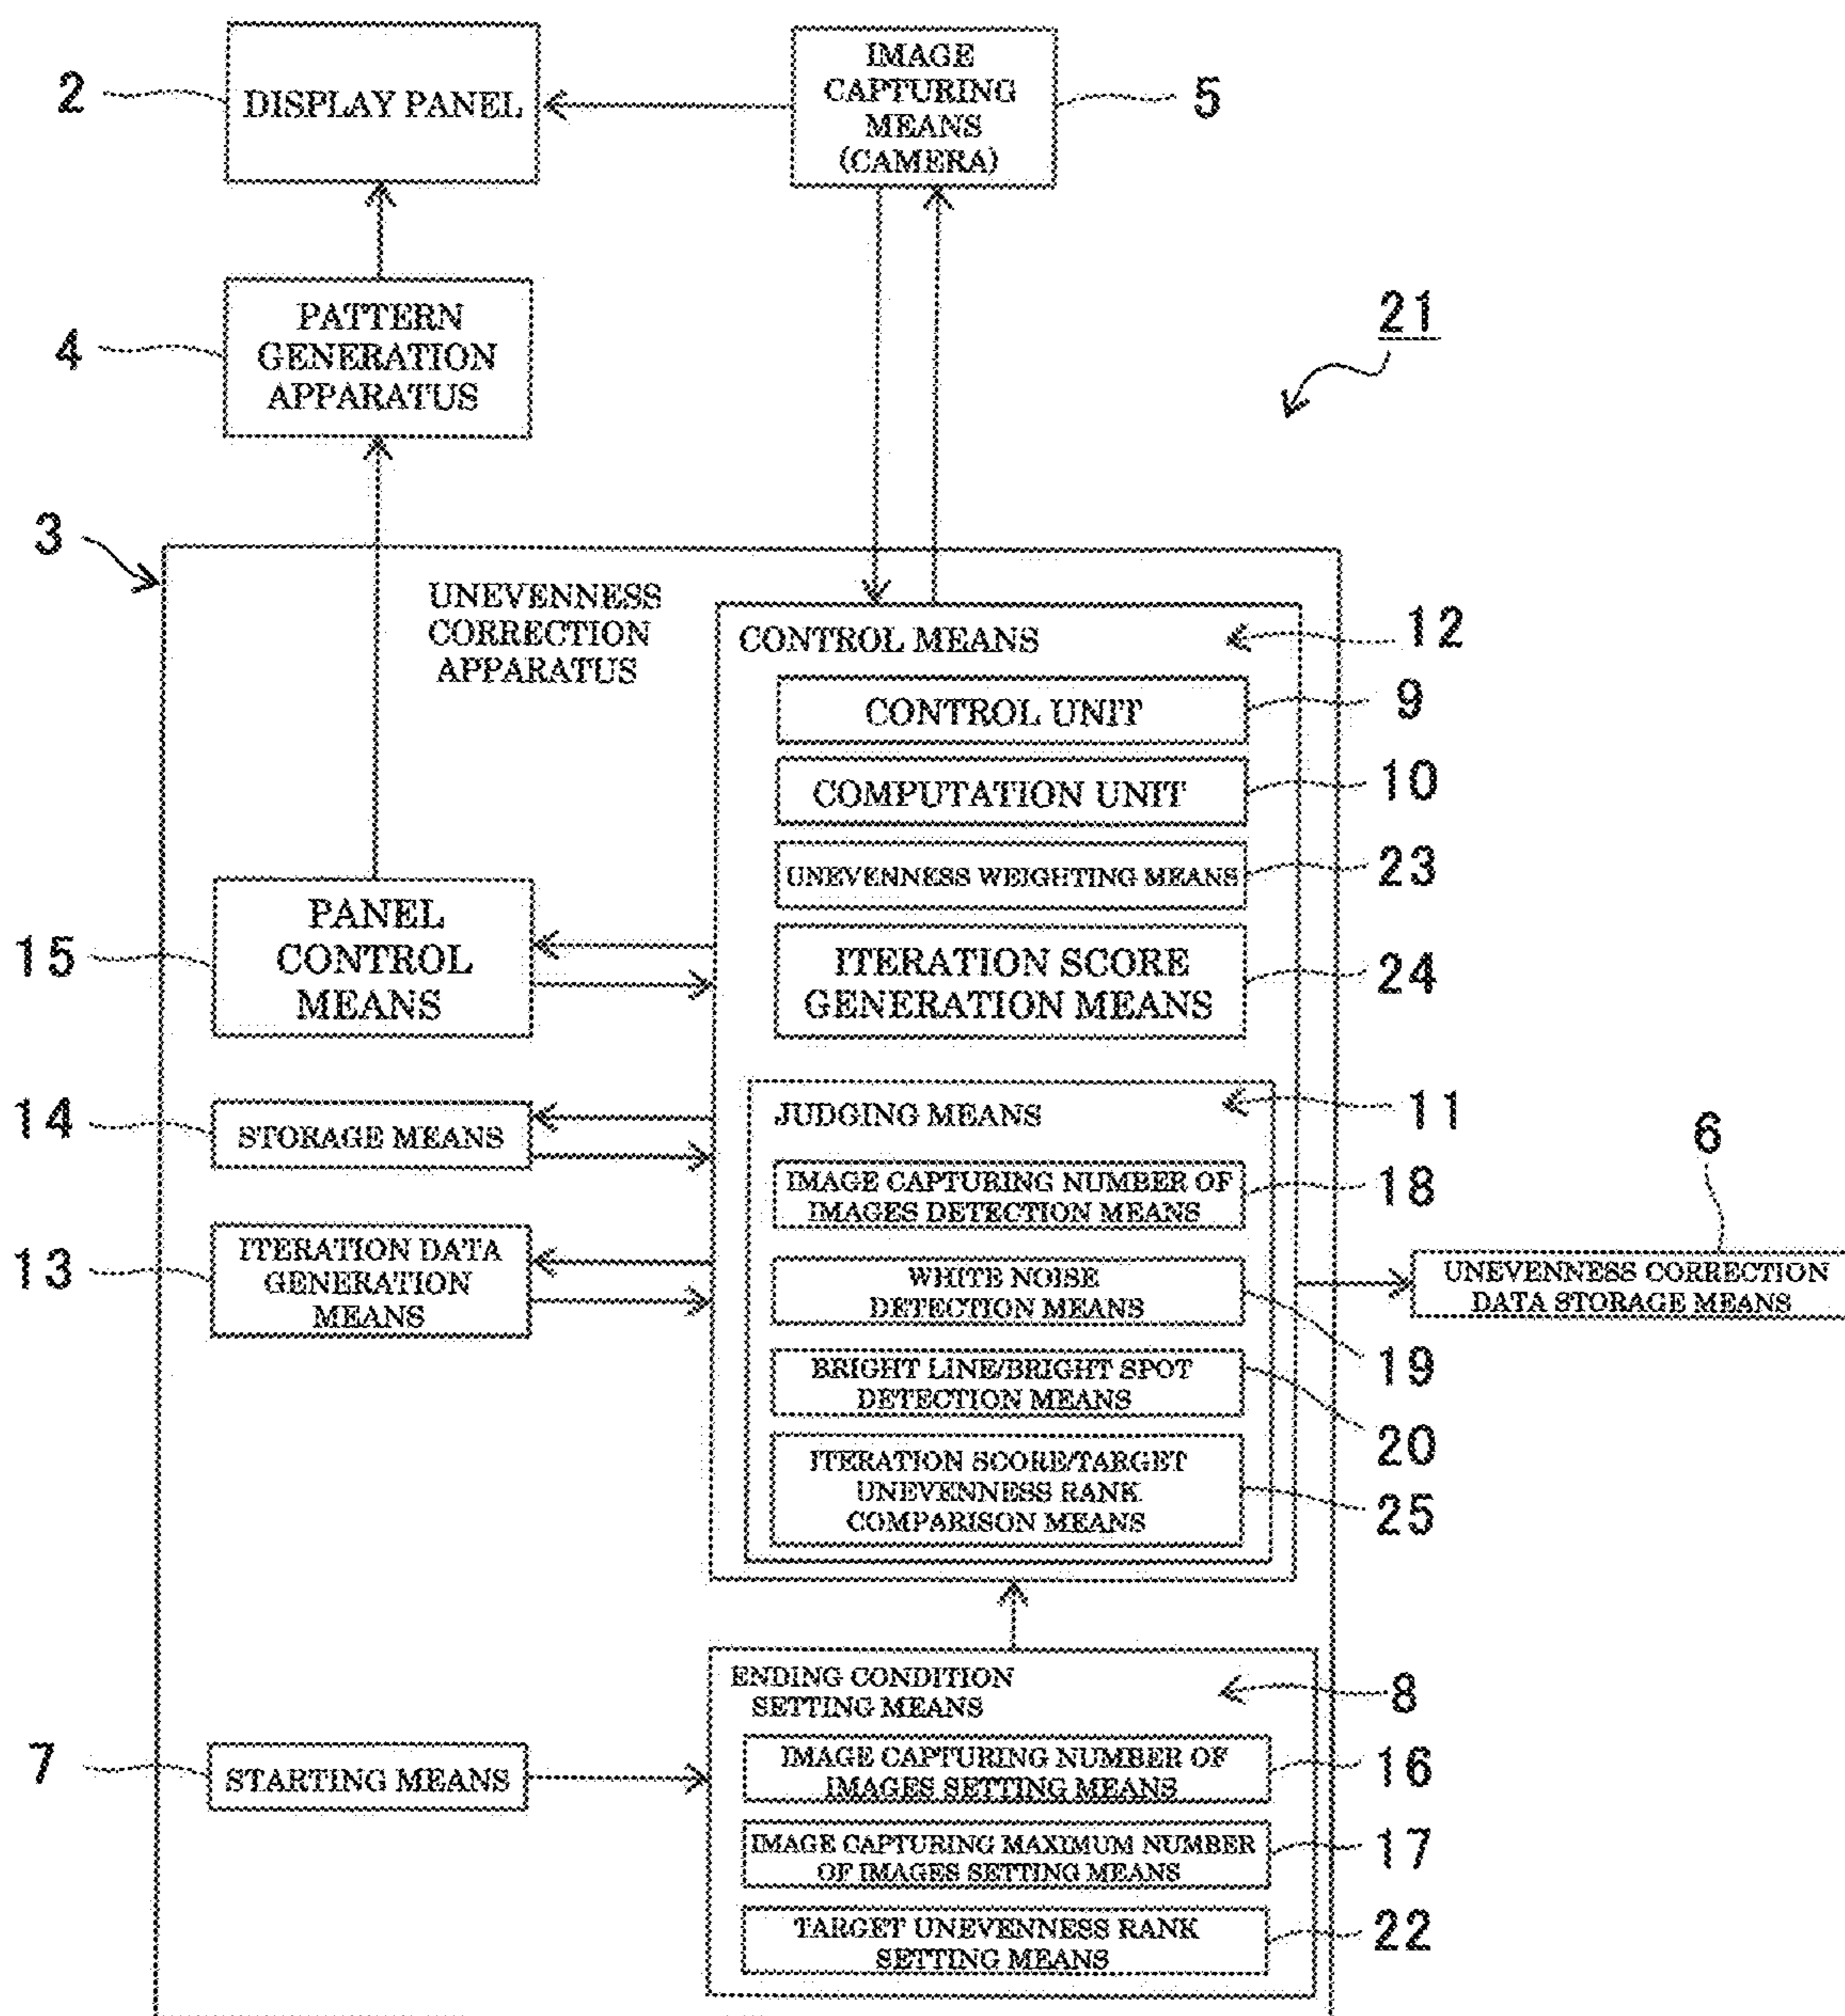 2
DISPLAY PANEL
IMAGE
CAPTURING
MEANS
(CAMERA)
5
4
PATTERN
GENERATION
APPARATUS
21
3
UNEVENNESS
CORRECTION
APPARATUS
CONTROL MEANS
12
CONTROL UNIT
9
COMPUTATION UNIT
10
UNEVENNESS WEIGHTING MEANS
23
15
PANEL
CONTROL
MEANS
ITERATION SCORE
GENERATION MEANS
24
14
STORAGE MEANS
JUDGING MEANS
11
IMAGE CAPTURING NUMBER OF
IMAGES DETECTION MEANS
18
6
13
ITERATION DATA
GENERATION
MEANS
WHITE NOISE
DETECTION MEANS
19
UNEVENNESS CORRECTION
DATA STORAGE MEANS
BRIGHT LINE/BRIGHT SPOT
DETECTION MEANS
20
ITERATION SCORE/TARGET
UNEVENNESS RANK
COMPARISON MEANS
25
ENDING CONDITION
SETTING MEANS
8
7
STARTING MEANS
IMAGE CAPTURING NUMBER OF
IMAGES SETTING MEANS
16
IMAGE CAPTURING MAXIMUM NUMBER
OF IMAGES SETTING MEANS
17
TARGET UNEVENNESS RANK
SETTING MEANS
22